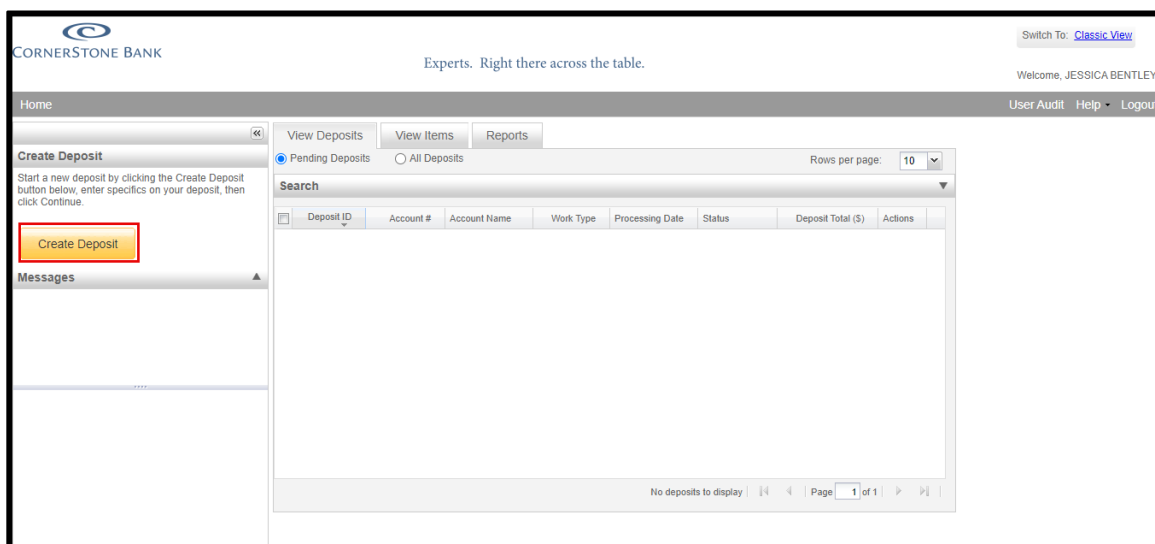 CORNERSTONE BANK
Experts. Right there across the table.
Switch To: Classic View
Welcome, JESSICA BENTLEY
Home
User Audit Help Logout
Create Deposit
Start a new deposit by clicking the Create Deposit
button below, enter specifics on your deposit, then
click Continue.
Create Deposit
Messages
View Deposits View Items Reports
Pending Deposits All Deposits Rows per page: 10
Search
Deposit ID Account # Account Name Work Type Processing Date Status Deposit Total ($) Actions
No deposits to display Page 1 of 1